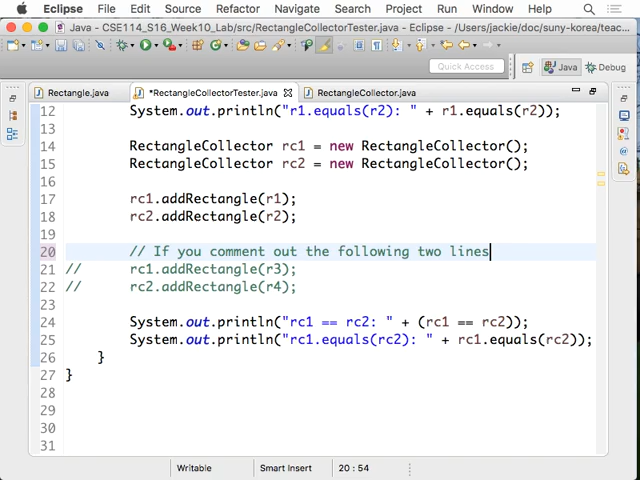 Eclipse File Edit Source Refactor Navigate Search Project Run Window Help
Java - CSE114_S16_Week10_Lab/src/RectangleCollectorTester.java - Eclipse - /Users/jackie/doc/suny-korea/teac...
Quick Access
Java
Debug
Rectangle.java
*RectangleCollectorTester.java
RectangleCollector.java
12 System.out.println("r1.equals(r2): " + r1.equals(r2));
13
14 RectangleCollector rc1 = new RectangleCollector();
15 RectangleCollector rc2 = new RectangleCollector();
16
17 rc1.addRectangle(r1);
18 rc2.addRectangle(r2);
19
20 // If you comment out the following two lines
21 // rc1.addRectangle(r3);
22 // rc2.addRectangle(r4);
23
24 System.out.println("rc1 == rc2: " + (rc1 == rc2));
25 System.out.println("rc1.equals(rc2): " + rc1.equals(rc2));
26 }
27 }
28
29
30
31
Writable Smart Insert 20 : 54